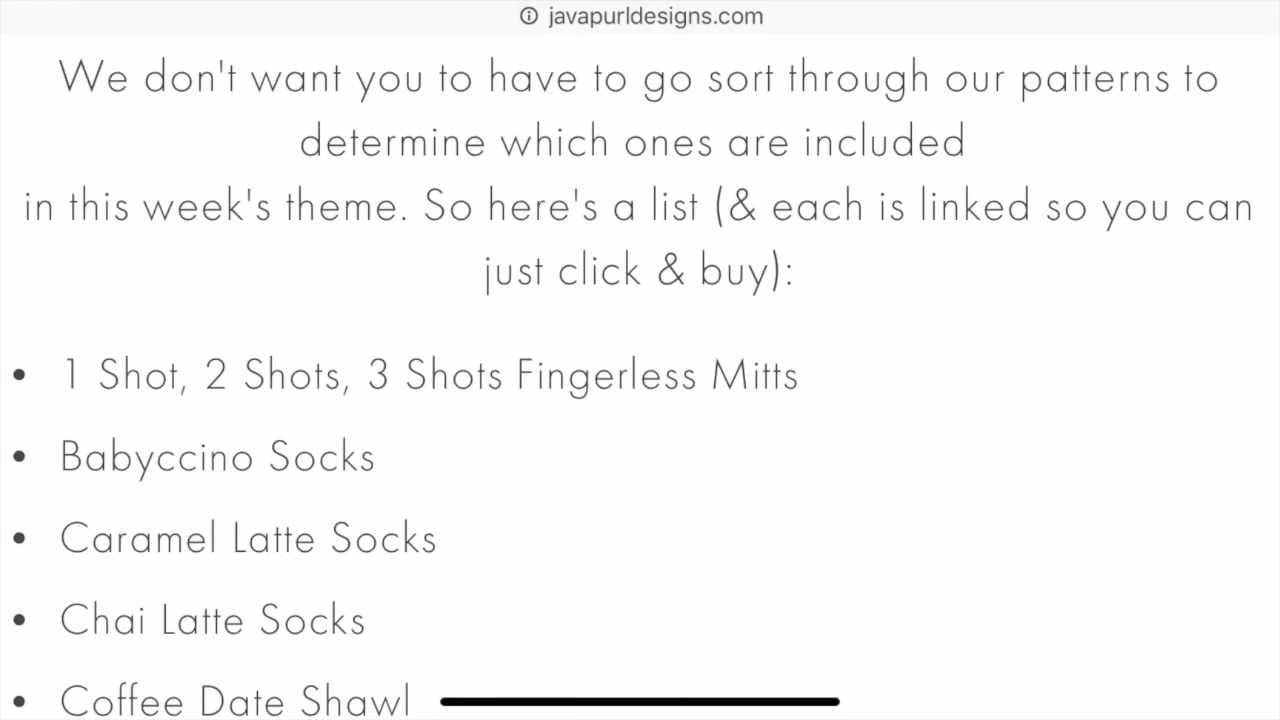 javapurldesigns.com
We don't want you to have to go sort through our patterns to
determine which ones are included
in this week's theme. So here's a list (& each is linked so you can
just click & buy):
• 1 Shot, 2 Shots, 3 Shots Fingerless Mitts
• Babyccino Socks
• Caramel Latte Socks
• Chai Latte Socks
• Coffee Date Shawl